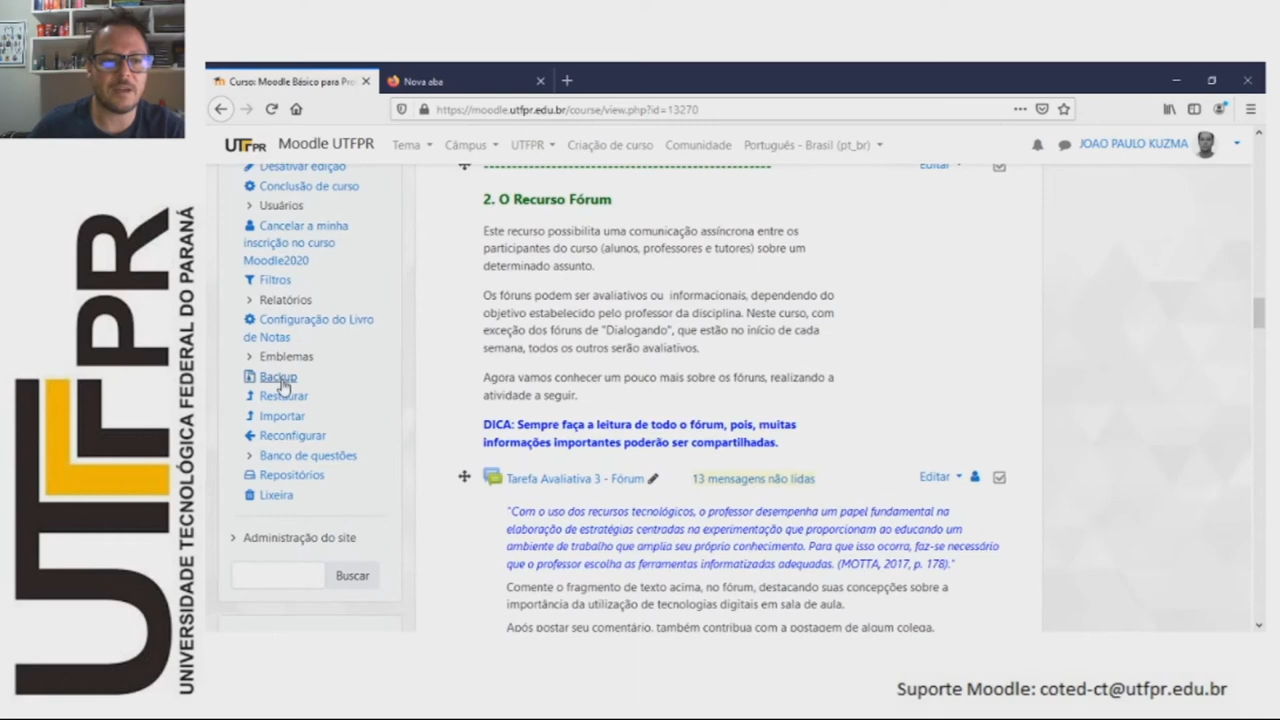 Curso: Moodle Básico para Pro
Nova aba
https://moodle.utfpr.edu.br/course/view.php?id=13270
UTFPR Moodle UTFPR
Tema
Câmpus
UTFPR
Criação de curso
Comunidade
Português - Brasil (pt_br)
JOAO PAULO KUZMA
Desativar edição
Conclusão de curso
Usuários
Cancelar a minha
inscrição no curso
Moodle2020
Filtros
Relatórios
Configuração do Livro
de Notas
Emblemas
Backup
Restaurar
Importar
Reconfigurar
Banco de questões
Repositórios
Lixeira
Administração do site
Buscar
Editar
2. O Recurso Fórum
Este recurso possibilita uma comunicação assíncrona entre os
participantes do curso (alunos, professores e tutores) sobre um
determinado assunto.
Os fóruns podem ser avaliativos ou informacionais, dependendo do
objetivo estabelecido pelo professor da disciplina. Neste curso, com
exceção dos fóruns de "Dialogando", que estão no início de cada
semana, todos os outros serão avaliativos.
Agora vamos conhecer um pouco mais sobre os fóruns, realizando a
atividade a seguir.
DICA: Sempre faça a leitura de todo o fórum, pois, muitas
informações importantes poderão ser compartilhadas.
Tarefa Avaliativa 3 - Fórum 13 mensagens não lidas Editar
"Com o uso dos recursos tecnológicos, o professor desempenha um papel fundamental na
elaboração de estratégias centradas na experimentação que proporcionam ao educando um
ambiente de trabalho que amplia seu próprio conhecimento. Para que isso ocorra, faz-se necessário
que o professor escolha as ferramentas informatizadas adequadas. (MOTTA, 2017, p. 178)."
Comente o fragmento de texto acima, no fórum, destacando suas concepções sobre a
importância da utilização de tecnologias digitais em sala de aula.
Após postar seu comentário, também contribua com a postagem de algum colega.
UTFPR
UNIVERSIDADE TECNOLÓGICA FEDERAL DO PARANÁ
Suporte Moodle: coted-ct@utfpr.edu.br